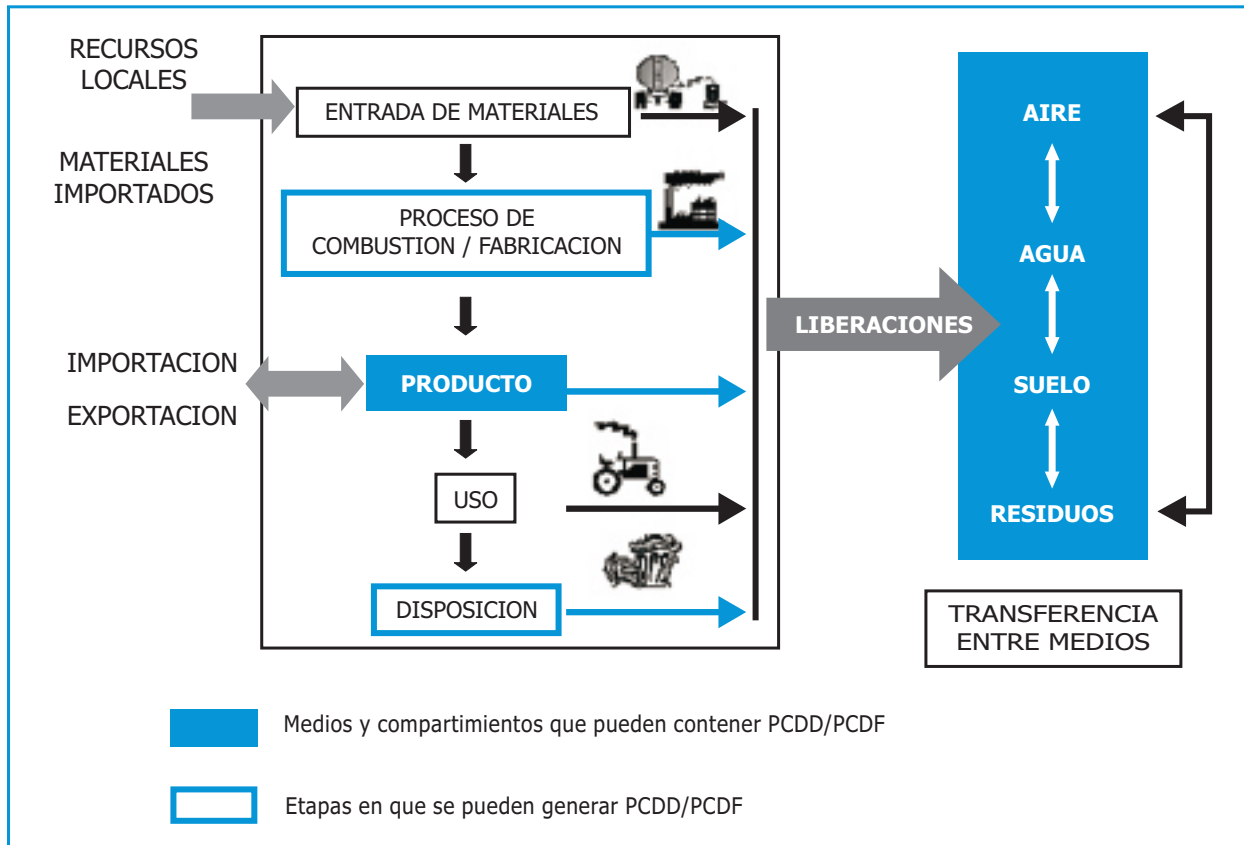 RECURSOS
LOCALES
MATERIALES
IMPORTADOS
IMPORTACION
EXPORTACION
ENTRADA DE MATERIALES
PROCESO DE
COMBUSTION / FABRICACION
PRODUCTO
USO
DISPOSICION
LIBERACIONES
AIRE
AGUA
SUELO
RESIDUOS
TRANSFERENCIA
ENTRE MEDIOS
Medios y compartimientos que pueden contener PCDD/PCDF
Etapas en que se pueden generar PCDD/PCDF